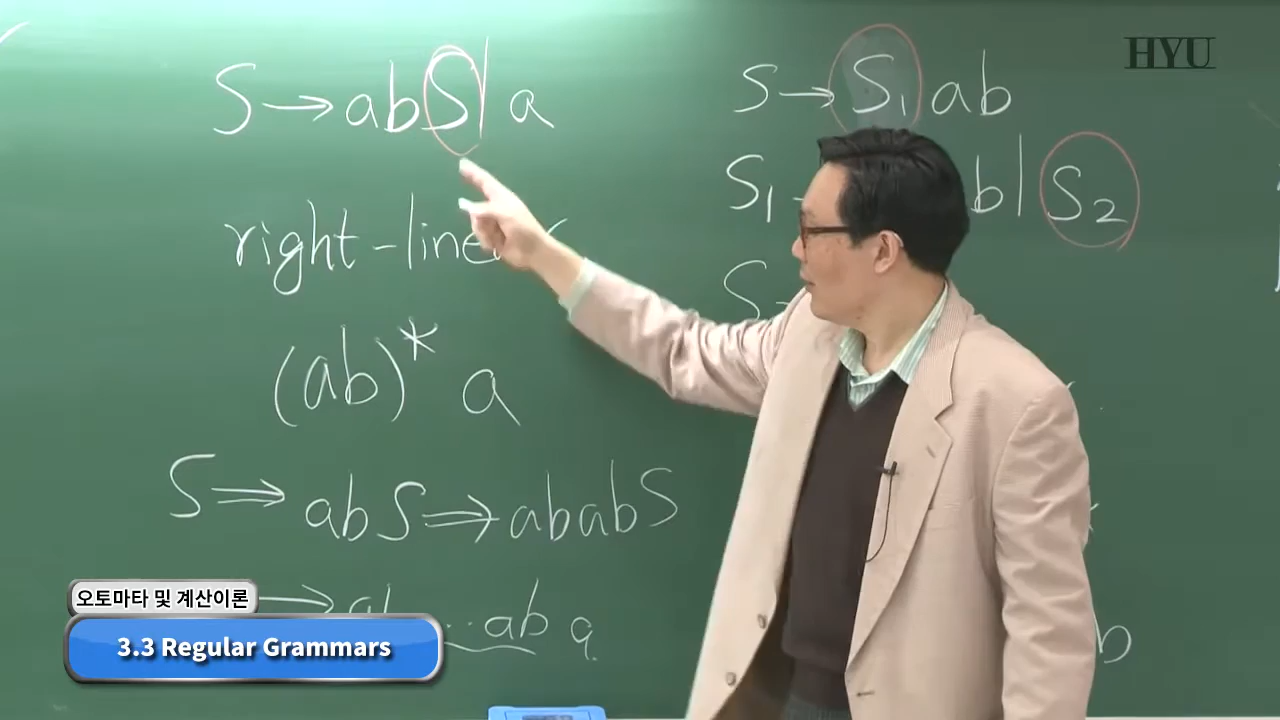 HYU
S → abS | a
right-linear
(ab)* a
S ⇒ abS ⇒ ababS
⇒ ab ... ab a
S → S₁ab
S₁ → b | S₂
S
b
오토마타 및 계산이론
3.3 Regular Grammars